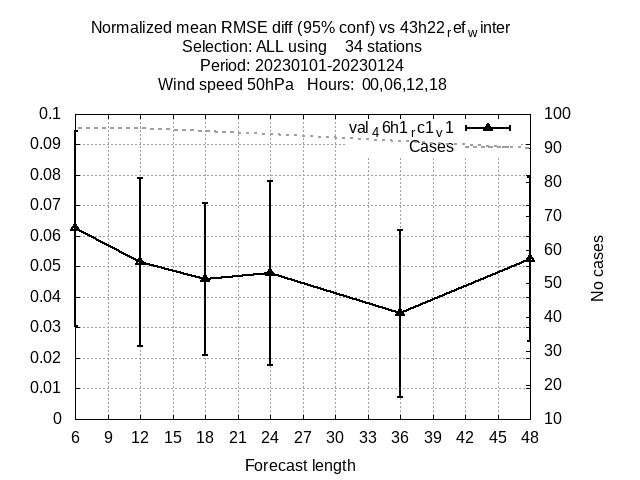 Normalized mean RMSE diff (95% conf) vs 43h22refwinter
Selection: ALL using    34 stations
Period: 20230101-20230124
Wind speed 50hPa   Hours:  00,06,12,18
0.1
0.09
0.08
0.07
0.06
0.05
0.04
0.03
0.02
0.01
0
100
90
80
70
60
50
40
30
20
10
val46h1rc1v1
Cases
No cases
6 9 12 15 18 21 24 27 30 33 36 39 42 45 48
Forecast length